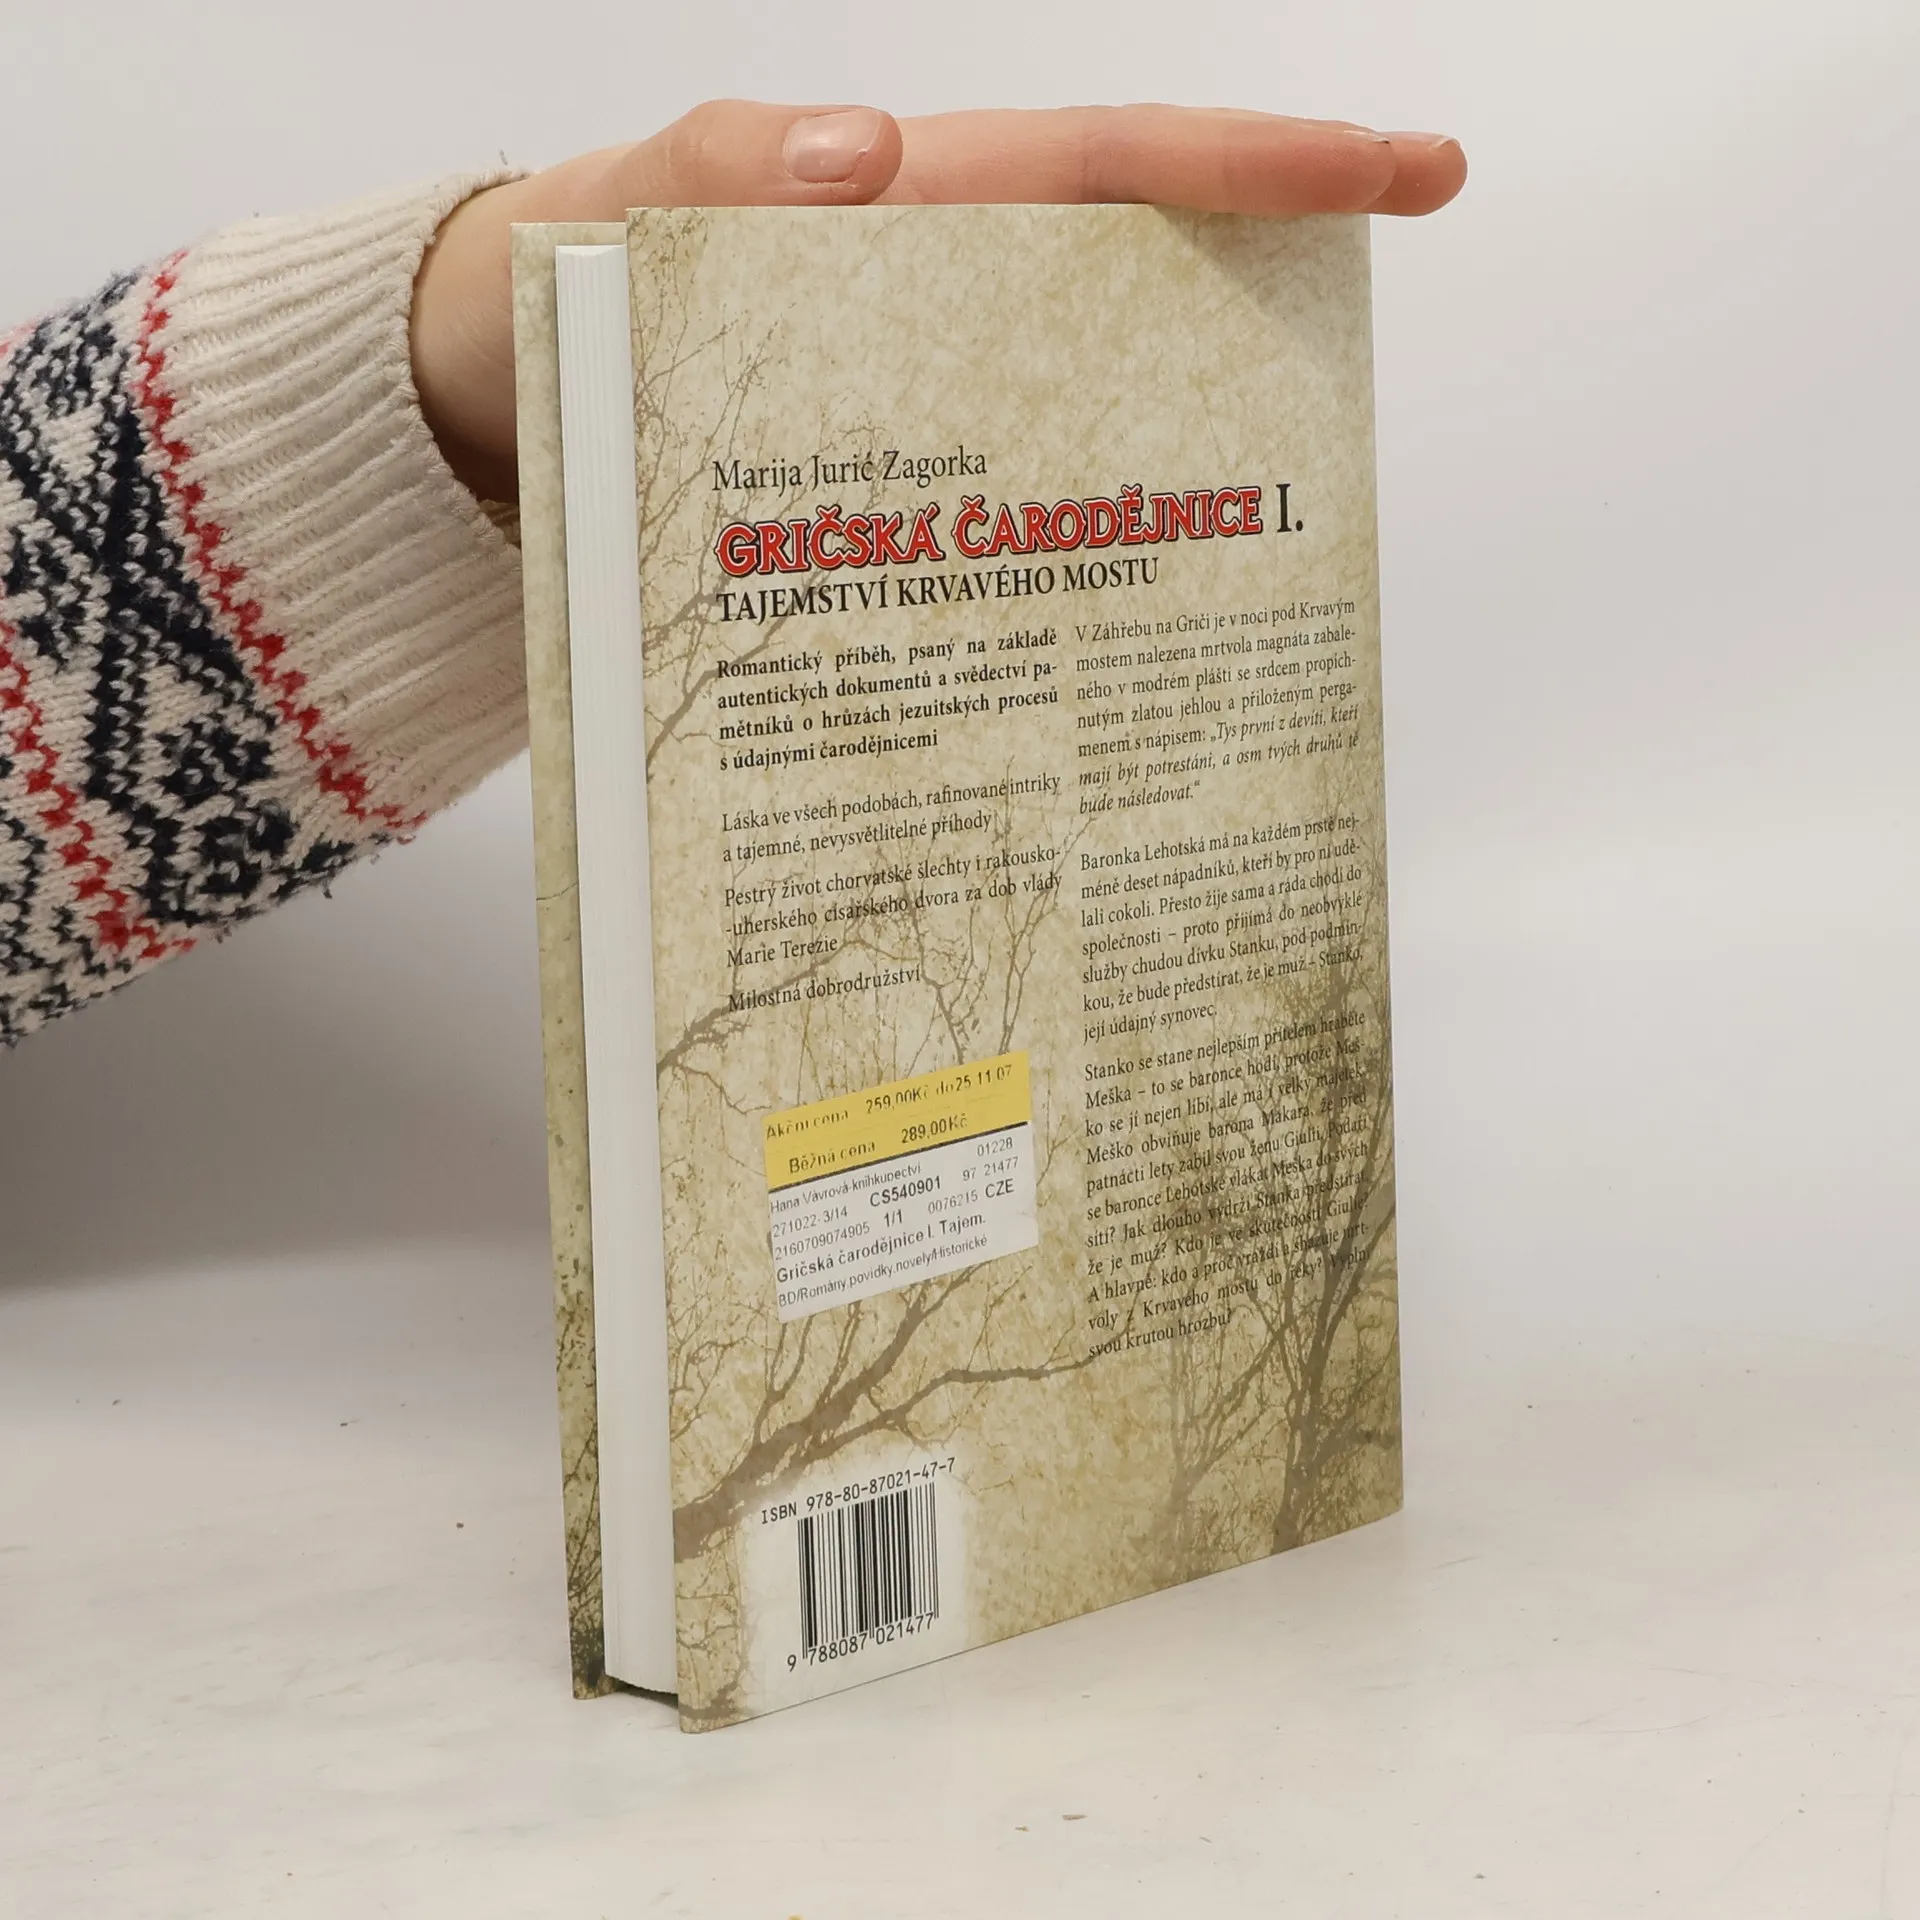 Marija Jurić Zagorka
GRIČSKÁ ČARODĚJNICE I.
TAJEMSTVÍ KRVAVÉHO MOSTU
Romantický příběh, psaný na základě
autentických dokumentů a svědectví pa-
mětníků o hrůzách jezuitských procesů
s údajnými čarodějnicemi
Láska ve všech podobách, rafinované intriky
a tajemné, nevysvětlitelné příhody
Pestrý život chorvatské šlechty i rakousko-
-uherského císařského dvora za dob vlády
Marie Terezie
Milostná dobrodružství
V Záhřebu na Griči je v noci pod Krvavým
mostem nalezena mrtvola magnáta zabale-
ného v modrém plášti se srdcem propích-
nutým zlatou jehlou a přiloženým perga-
menem s nápisem: „Tys první z devíti, kteří
mají být potrestáni, a osm tvých druhů tě
bude následovat.“
Baronka Lehotská má na každém prstě nej-
méně deset nápadníků, kteří by pro ni udě-
lali cokoli. Přesto žije sama a ráda chodí do
společnosti – proto přijímá do neobvyklé
služby chudou dívku Stanku, pod podmín-
kou, že bude předstírat, že je muž – Stanko,
její údajný synovec.
Stanko se stane nejlepším přítelem hraběte
Meška – to se baronce hodí, protože Meš-
ko se jí nejen líbí, ale má i velký majetek.
Meško obviňuje barona Makara, že před
patnácti lety zabil svou ženu Giulii. Podaří
se baronce Lehotské vlákat Meška do svých
sítí? Jak dlouho vydrží Stanka předstírat,
že je muž? Kdo je ve skutečnosti Giulie?
A hlavně: kdo a proč vraždí a shazuje mrt-
voly z Krvavého mostu do řeky? Vyplní
svou krutou hrozbu?
Akční cena 259,00Kč do 25.11.07
Běžná cena 289,00Kč
Hana Vávrová-knihkupectví 01228
271022- 3/14 CS540901 97 21477
2160709074905 1/1 0076215 CZE
Gričská čarodějnice I. Tajem.
BD/Romány,povídky,novely/Historické
ISBN 978-80-87021-47-7
9 788087 021477